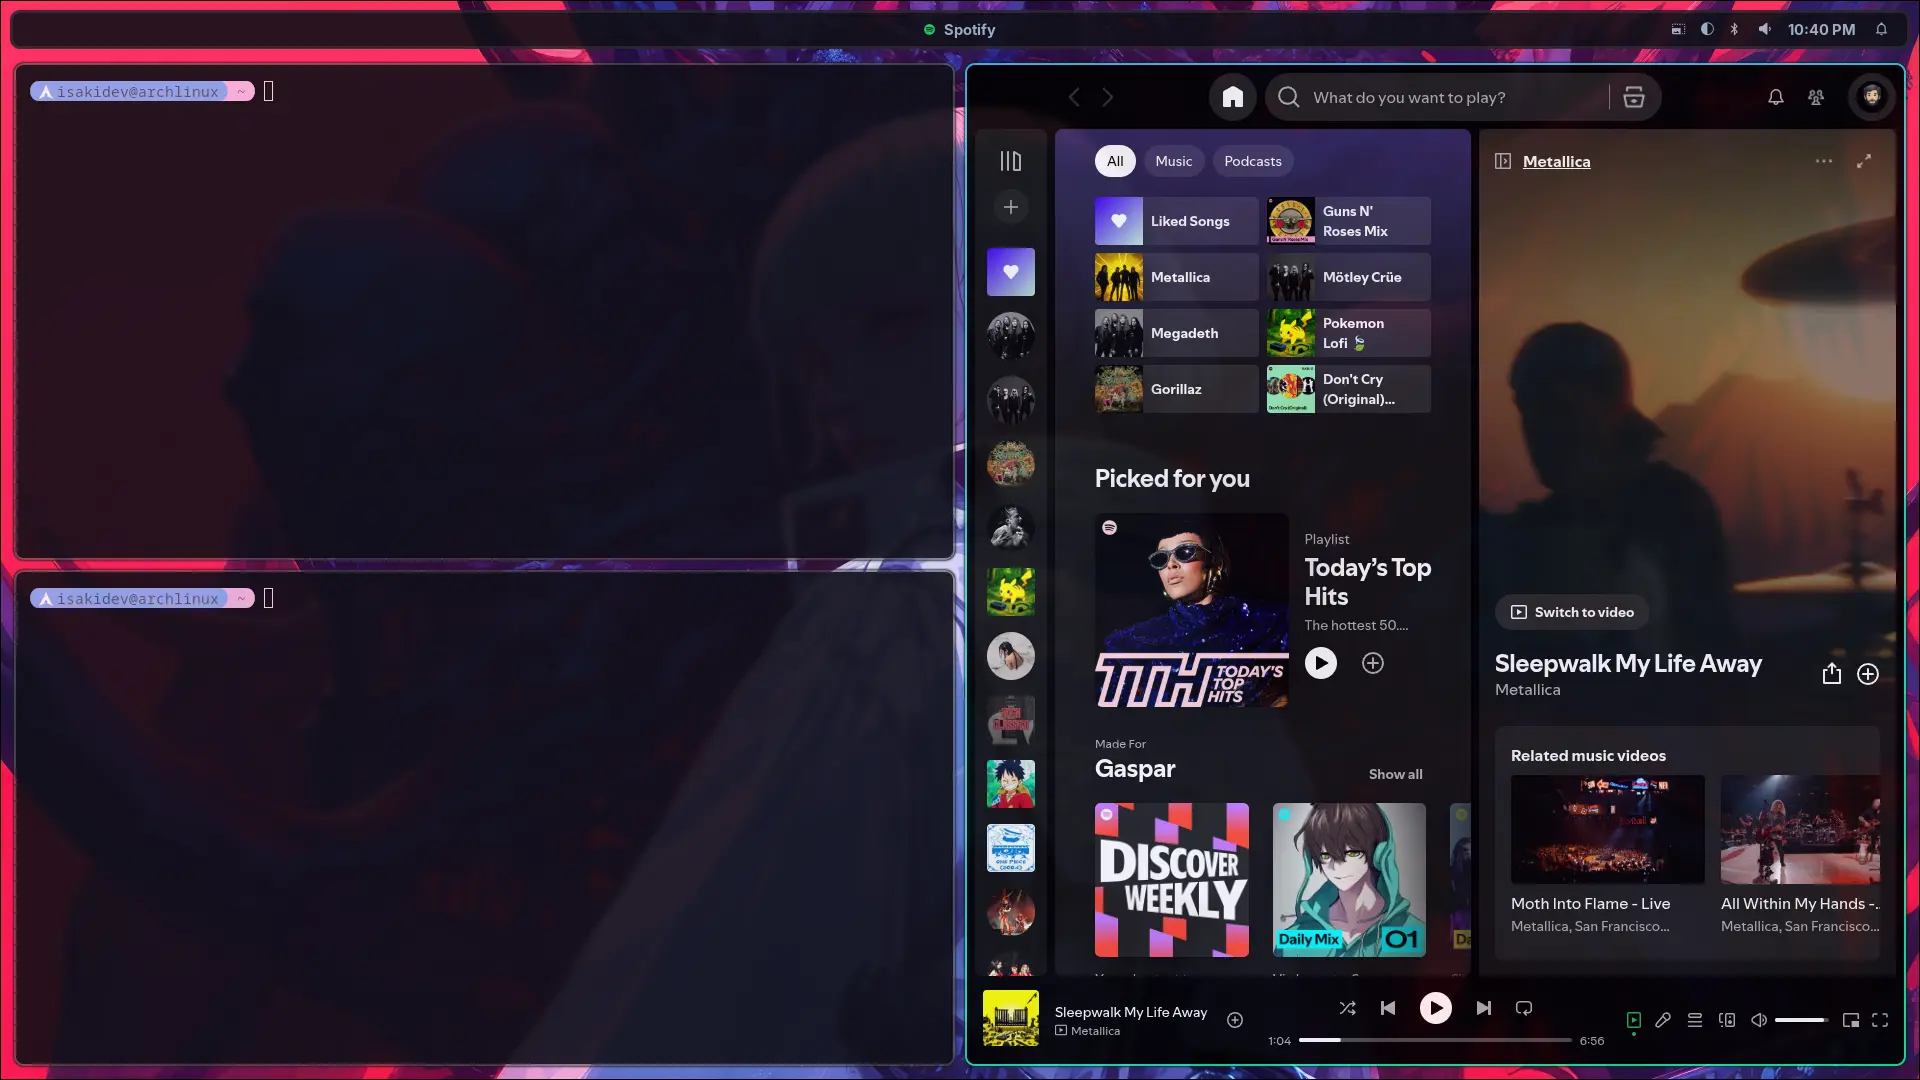 Spotify
10:40 PM
isakidev@archlinux ~
isakidev@archlinux ~
What do you want to play?
All
Music
Podcasts
Liked Songs
Guns N'
Roses Mix
Metallica
Mötley Crüe
Megadeth
Pokemon
Lofi 🍃
Gorillaz
Don't Cry
(Original)...
Picked for you
TTH TODAY'S
TOP
HITS
Playlist
Today's Top
Hits
The hottest 50....
Made For
Gaspar
Show all
DISCOVER
WEEKLY
Daily Mix
01
Metallica
Switch to video
Sleepwalk My Life Away
Metallica
Related music videos
Moth Into Flame - Live
Metallica, San Francisco...
All Within My Hands -..
Metallica, San Francisco...
Sleepwalk My Life Away
Metallica
1:04
6:56